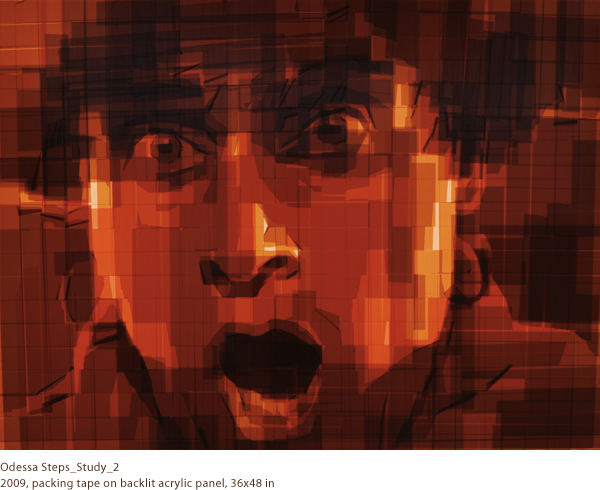 Odessa Steps_Study_2
2009, packing tape on backlit acrylic panel, 36x48 in